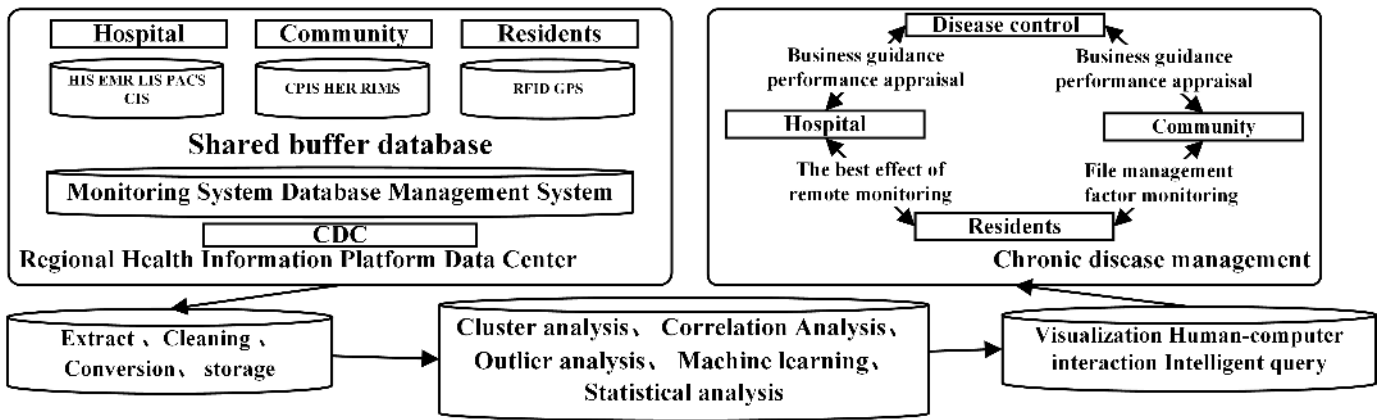 Hospital
Community
Residents
HIS EMR LIS PACS
CIS
CPIS HER RIMS
RFID GPS
Shared buffer database
Monitoring System Database Management System
CDC
Regional Health Information Platform Data Center
Disease control
Business guidance
performance appraisal
Business guidance
performance appraisal
Hospital
Community
The best effect of
remote monitoring
File management
factor monitoring
Residents
Chronic disease management
Extract 、Cleaning 、
Conversion、 storage
Cluster analysis、 Correlation Analysis、
Outlier analysis、 Machine learning、
Statistical analysis
Visualization Human-computer
interaction Intelligent query